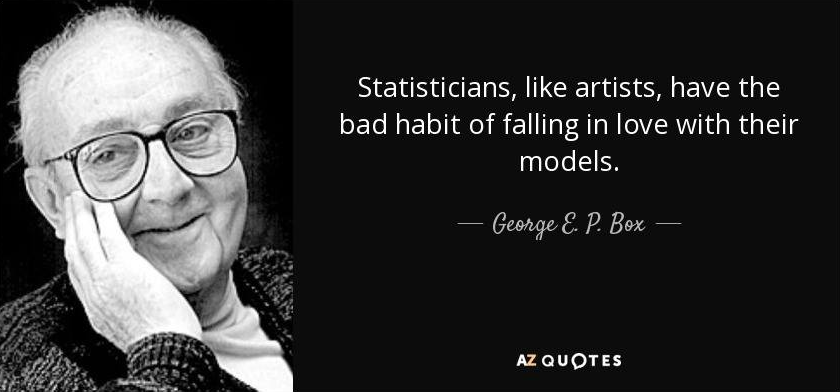 Statisticians, like artists, have the
bad habit of falling in love with their
models.
— George E. P. Box —
AZ QUOTES